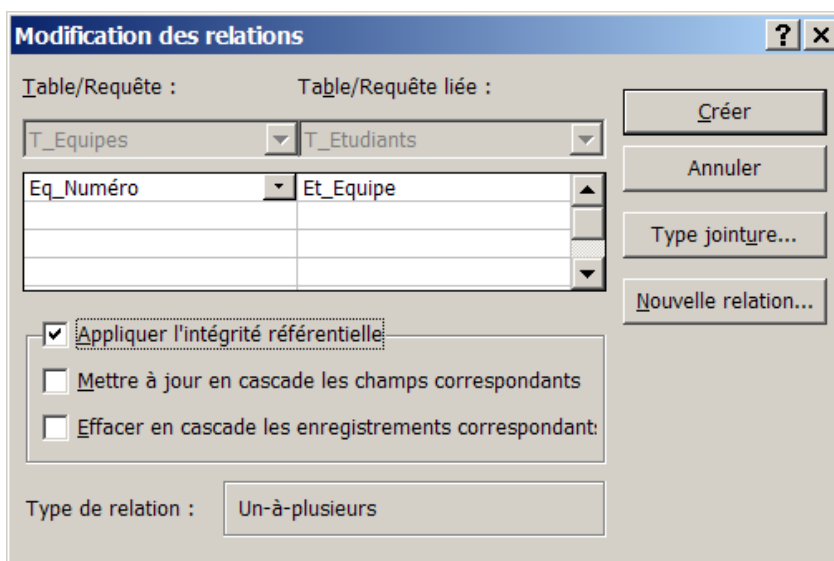 Modification des relations
Table/Requête :
Table/Requête liée :
T_Equipes
T_Etudiants
Eq_Numéro
Et_Equipe
Créer
Annuler
Type jointure...
Nouvelle relation...
Appliquer l'intégrité référentielle
Mettre à jour en cascade les champs correspondants
Effacer en cascade les enregistrements correspondants
Type de relation :
Un-à-plusieurs